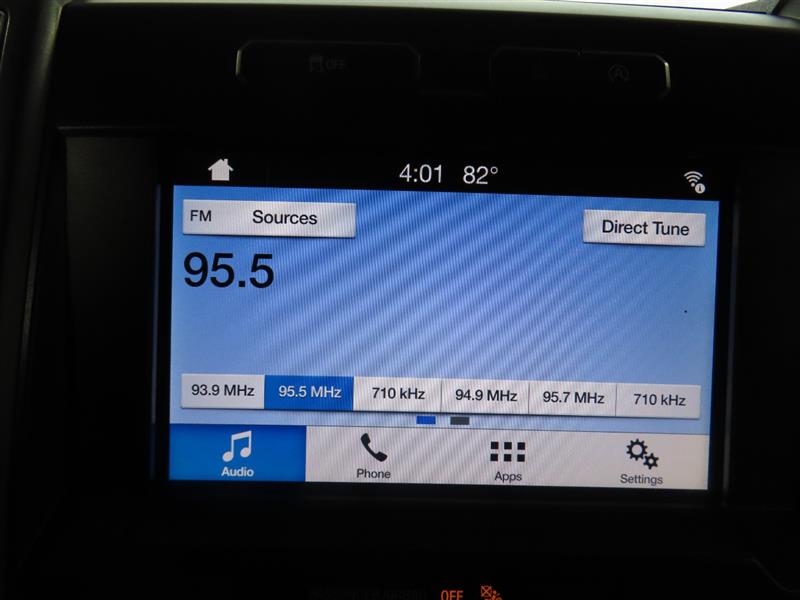 OFF
4:01 82°
FM Sources
Direct Tune
95.5
93.9 MHz 95.5 MHz 710 kHz 94.9 MHz 95.7 MHz 710 kHz
Audio Phone Apps Settings
OFF